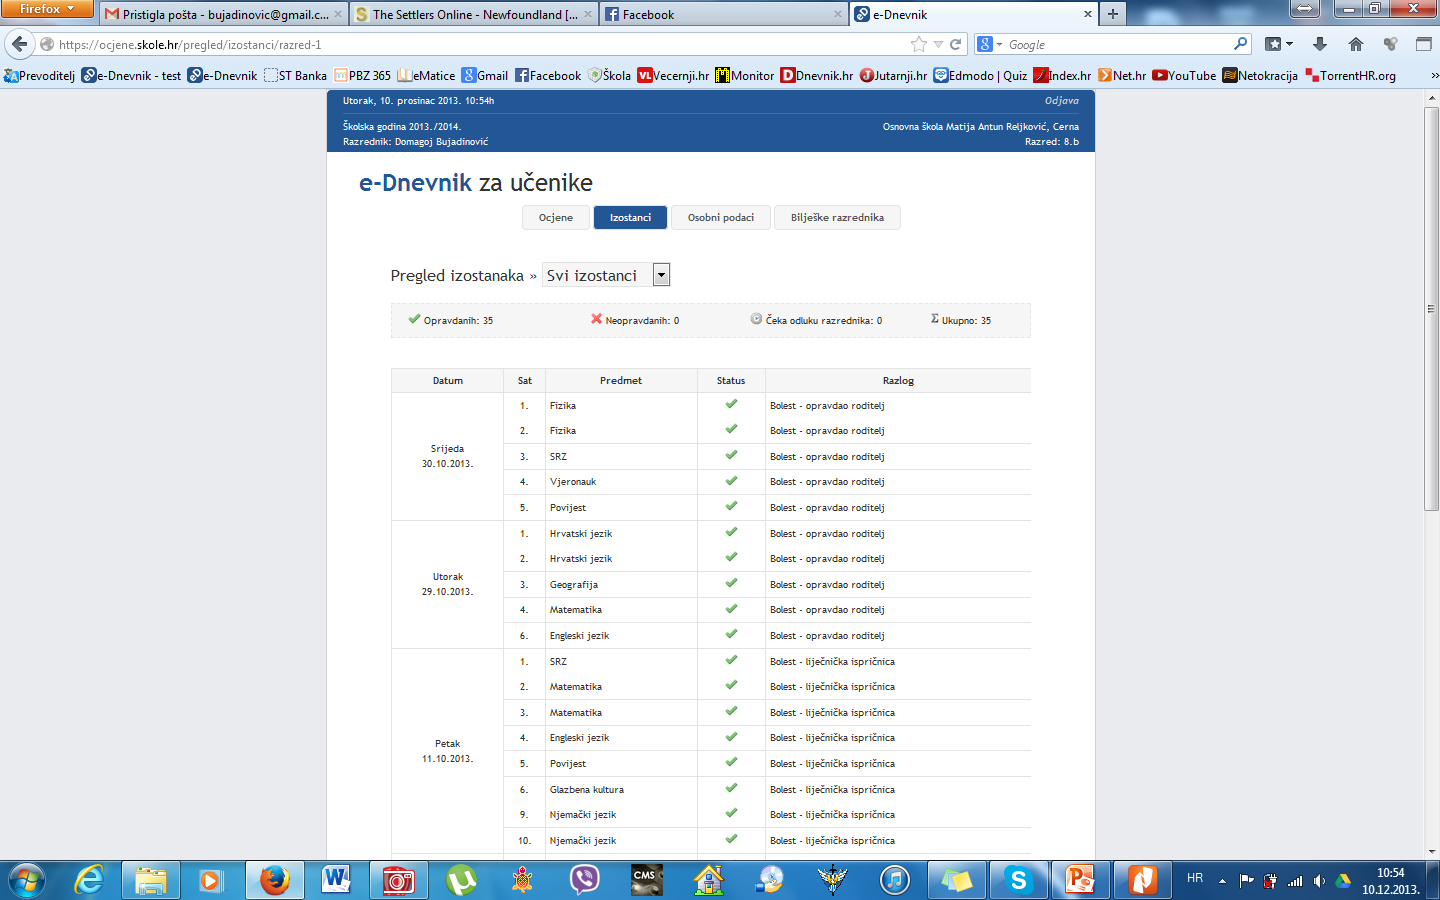 Firefox
Pristigla pošta - bujadinovic@gmail.c...
The Settlers Online - Newfoundland [...
Facebook
e-Dnevnik
https://ocjene.skole.hr/pregled/izostanci/razred-1
Google
Prevoditelj e-Dnevnik - test e-Dnevnik ST Banka PBZ 365 eMatice Gmail Facebook Škola Vecernji.hr Monitor Dnevnik.hr Jutarnji.hr Edmodo | Quiz Index.hr Net.hr YouTube Netokracija TorrentHR.org »
Utorak, 10. prosinac 2013. 10:54h Odjava
Školska godina 2013./2014. Osnovna škola Matija Antun Reljković, Cerna
Razrednik: Domagoj Bujadinović Razred: 8.b
e-Dnevnik za učenike
Ocjene Izostanci Osobni podaci Bilješke razrednika
Pregled izostanaka » Svi izostanci
Opravdanih: 35 Neopravdanih: 0 Čeka odluku razrednika: 0 Σ Ukupno: 35
Datum Sat Predmet Status Razlog
Srijeda
30.10.2013.
1. Fizika Bolest - opravdao roditelj
2. Fizika Bolest - opravdao roditelj
3. SRZ Bolest - opravdao roditelj
4. Vjeronauk Bolest - opravdao roditelj
5. Povijest Bolest - opravdao roditelj
Utorak
29.10.2013.
1. Hrvatski jezik Bolest - opravdao roditelj
2. Hrvatski jezik Bolest - opravdao roditelj
3. Geografija Bolest - opravdao roditelj
4. Matematika Bolest - opravdao roditelj
6. Engleski jezik Bolest - opravdao roditelj
Petak
11.10.2013.
1. SRZ Bolest - liječnička ispričnica
2. Matematika Bolest - liječnička ispričnica
3. Matematika Bolest - liječnička ispričnica
4. Engleski jezik Bolest - liječnička ispričnica
5. Povijest Bolest - liječnička ispričnica
6. Glazbena kultura Bolest - liječnička ispričnica
9. Njemački jezik Bolest - liječnička ispričnica
10. Njemački jezik Bolest - liječnička ispričnica
CMS
HR
10:54
10.12.2013.